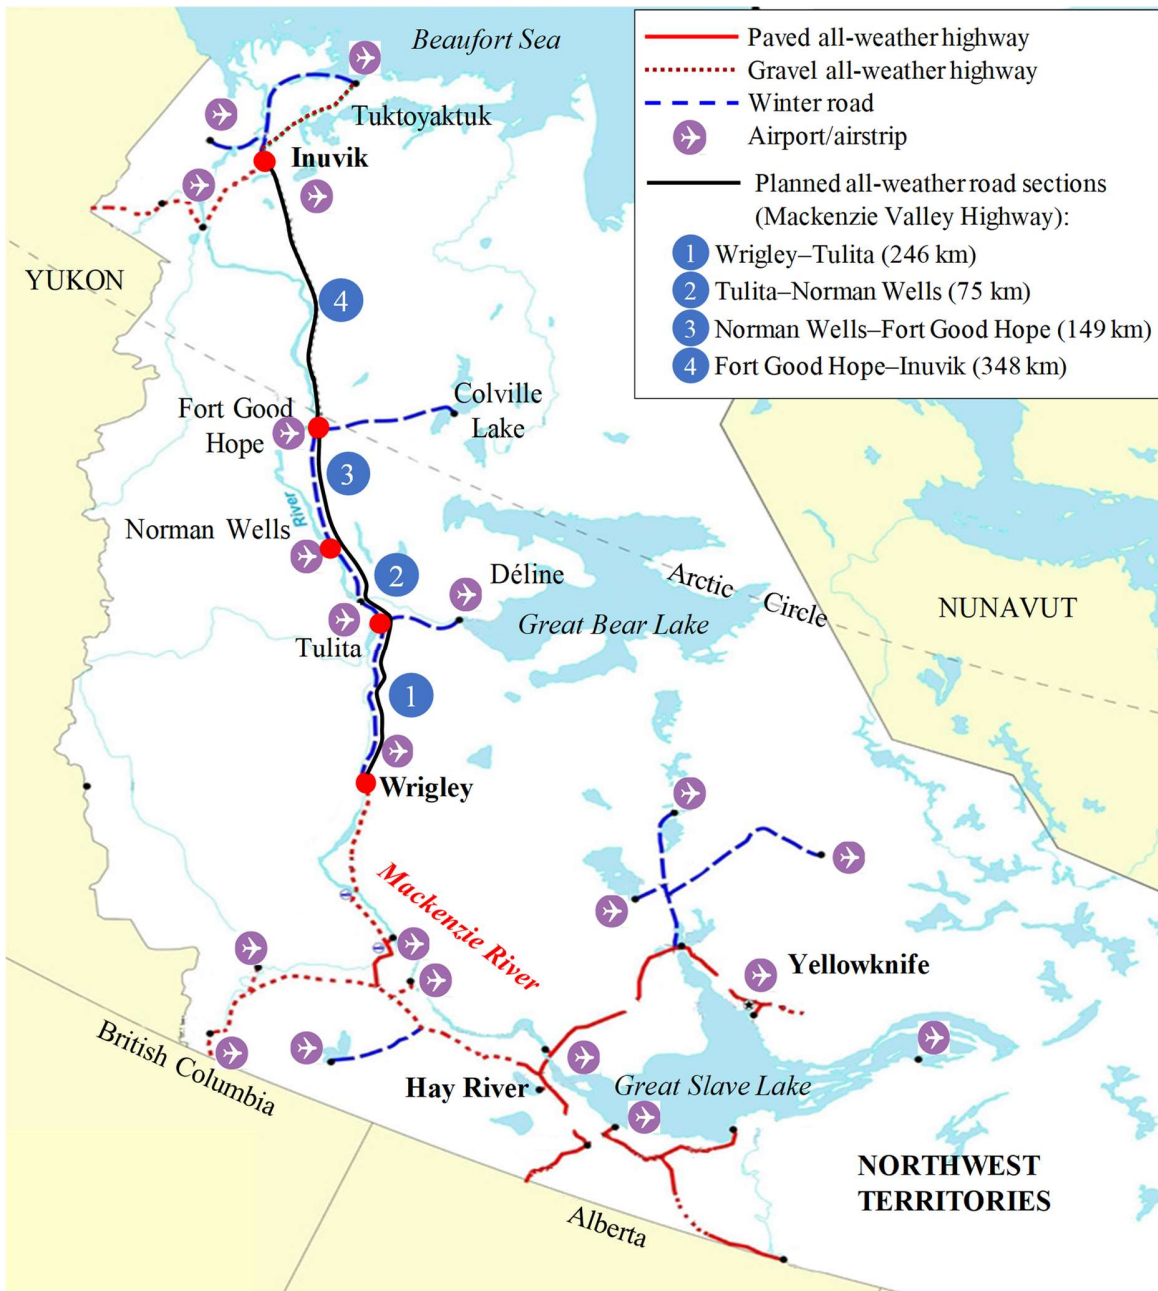 Beaufort Sea
Paved all-weather highway
Gravel all-weather highway
Winter road
Airport/airstrip
Planned all-weather road sections
(Mackenzie Valley Highway):
1 Wrigley–Tulita (246 km)
2 Tulita–Norman Wells (75 km)
3 Norman Wells–Fort Good Hope (149 km)
4 Fort Good Hope–Inuvik (348 km)
Tuktoyaktuk
Inuvik
YUKON
4
Colville
Lake
Fort Good
Hope
3
River
Norman Wells
2
Déline
Arctic Circle
NUNAVUT
Great Bear Lake
Tulita
1
Wrigley
Mackenzie River
Yellowknife
British Columbia
Hay River
Great Slave Lake
NORTHWEST
TERRITORIES
Alberta